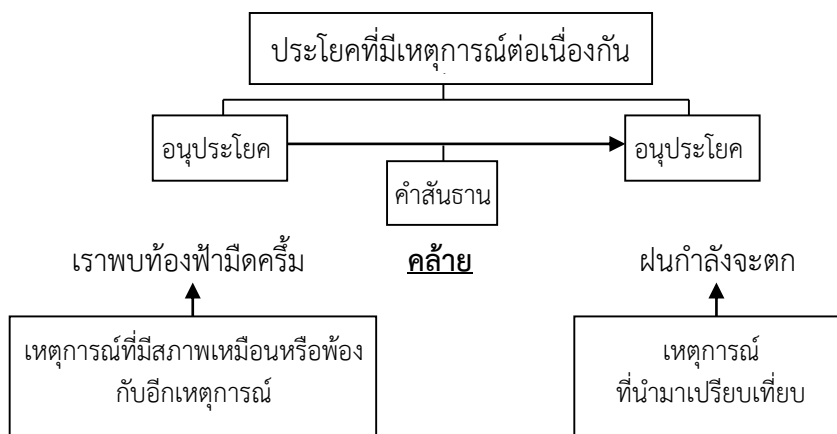 ประโยคที่มีเหตุการณ์ต่อเนื่องกัน
อนุประโยค
อนุประโยค
คำสันธาน
เราพบท้องฟ้ามืดครึ้ม
คล้าย
ฝนกำลังจะตก
เหตุการณ์ที่มีสภาพเหมือนหรือพ้อง
กับอีกเหตุการณ์
เหตุการณ์
ที่นำมาเปรียบเที่ยบ